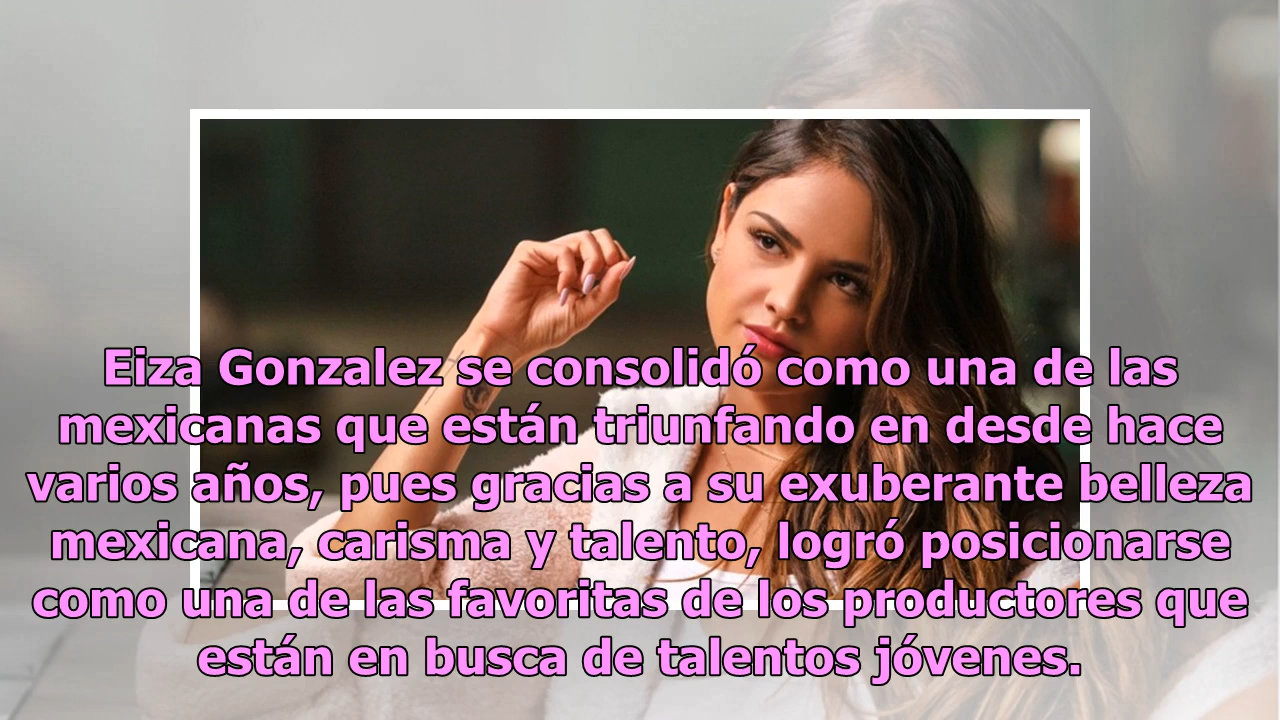 Eiza Gonzalez se consolidó como una de las
mexicanas que están triunfando en desde hace
varios años, pues gracias a su exuberante belleza
mexicana, carisma y talento, logró posicionarse
como una de las favoritas de los productores que
están en busca de talentos jóvenes.